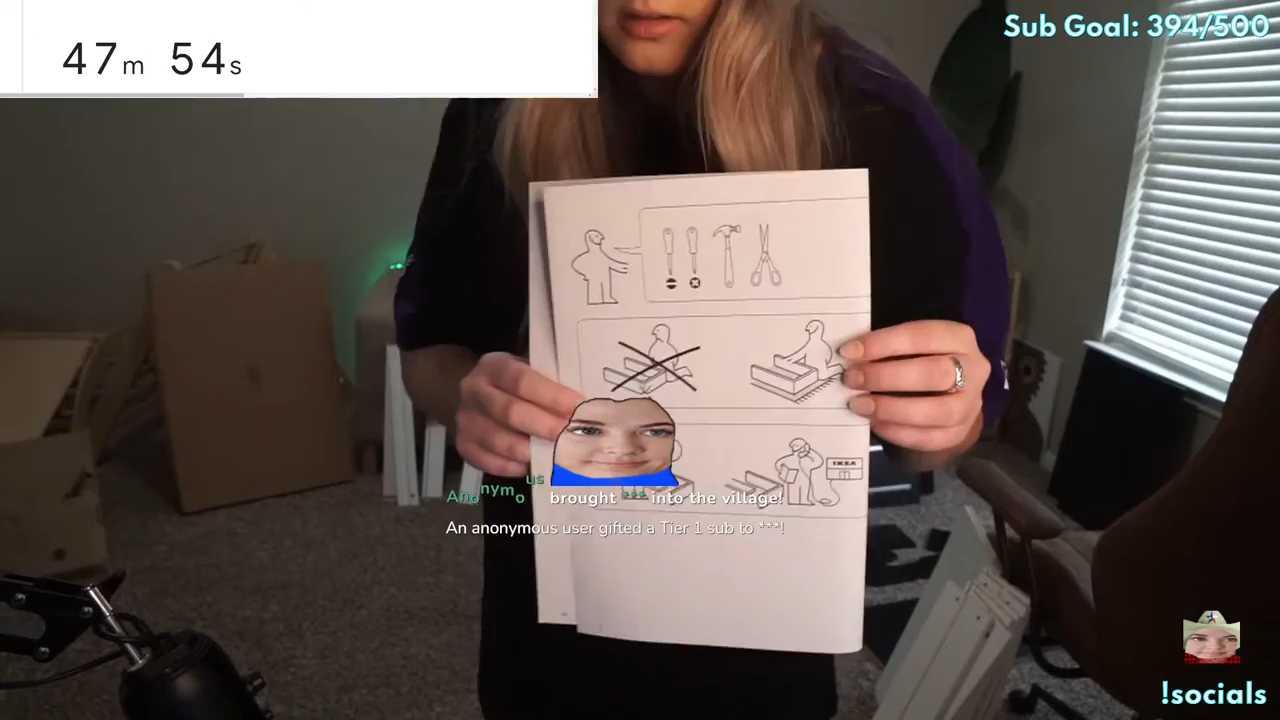 47m 54s
Sub Goal: 394/500
IKEA
Anonymous brought *** into the village!
An anonymous user gifted a Tier 1 sub to ***!
!socials